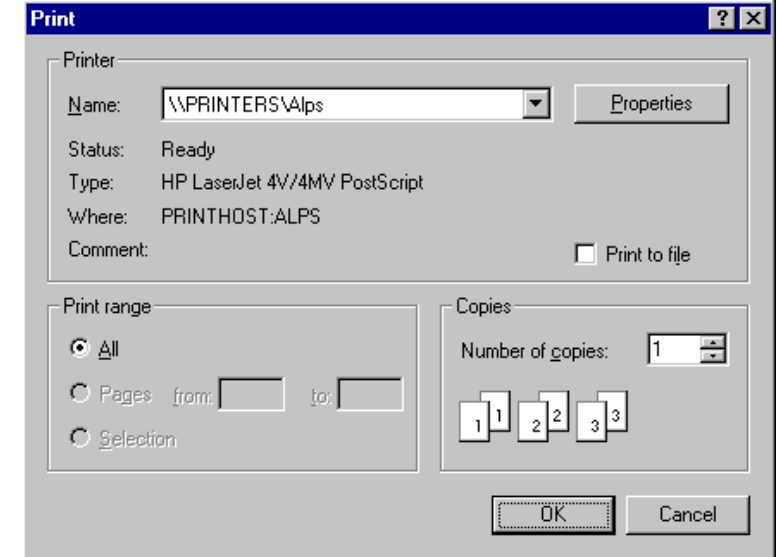 Print
Printer
Name: \\PRINTERS\Alps Properties
Status: Ready
Type: HP LaserJet 4V/4MV PostScript
Where: PRINTHOST:ALPS
Comment: Print to file
Print range
All
Pages from: to:
Selection
Copies
Number of copies: 1
1 1 2 2 3 3
OK Cancel